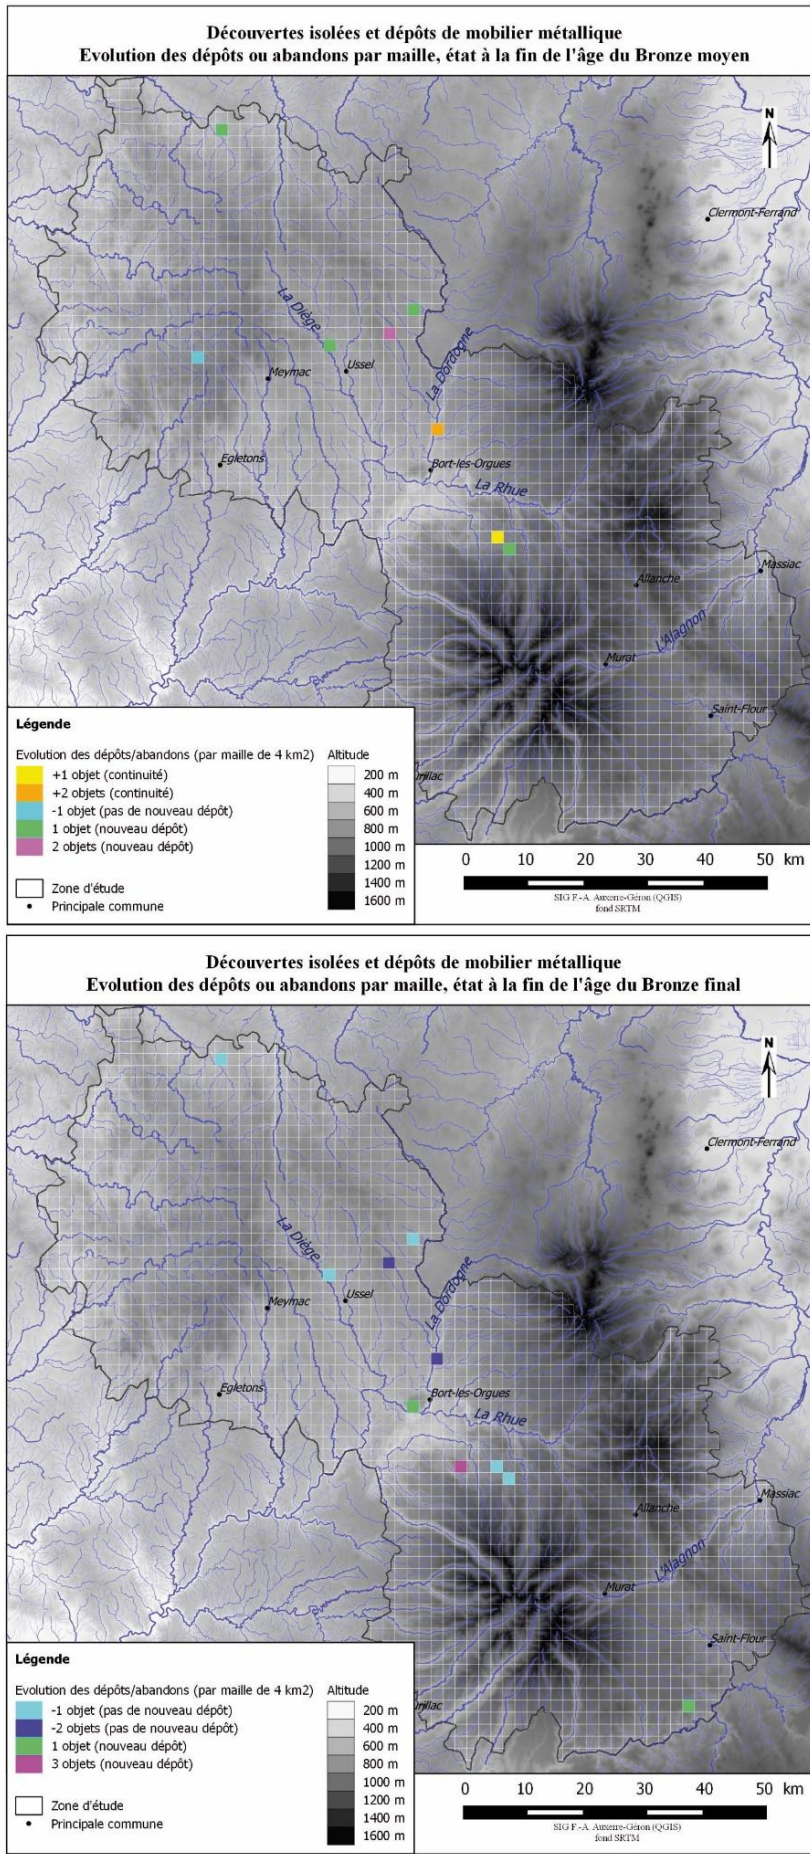 Découvertes isolées et dépôts de mobilier métallique
Evolution des dépôts ou abandons par maille, état à la fin de l'âge du Bronze moyen
N
Clermont-Ferrand
La Diège
Ussel
Meymac
La Dordogne
Egletons
Bort-les-Orgues
La Rhue
Massiac
Allanche
L'Alagnon
Murat
Saint-Flour
rillac
Légende
Evolution des dépôts/abandons (par maille de 4 km2)
+1 objet (continuité)
+2 objets (continuité)
-1 objet (pas de nouveau dépôt)
1 objet (nouveau dépôt)
2 objets (nouveau dépôt)
Zone d'étude
Principale commune
Altitude
200 m
400 m
600 m
800 m
1000 m
1200 m
1400 m
1600 m
0 10 20 30 40 50 km
SIG F.-A. Auxerre-Géron (QGIS)
fond SRTM
Découvertes isolées et dépôts de mobilier métallique
Evolution des dépôts ou abandons par maille, état à la fin de l'âge du Bronze final
N
Clermont-Ferrand
La Diège
Ussel
Meymac
La Dordogne
Egletons
Bort-les-Orgues
La Rhue
Massiac
Allanche
L'Alagnon
Murat
Saint-Flour
rillac
Légende
Evolution des dépôts/abandons (par maille de 4 km2)
-1 objet (pas de nouveau dépôt)
-2 objets (pas de nouveau dépôt)
1 objet (nouveau dépôt)
3 objets (nouveau dépôt)
Zone d'étude
Principale commune
Altitude
200 m
400 m
600 m
800 m
1000 m
1200 m
1400 m
1600 m
0 10 20 30 40 50 km
SIG F.-A. Auxerre-Géron (QGIS)
fond SRTM